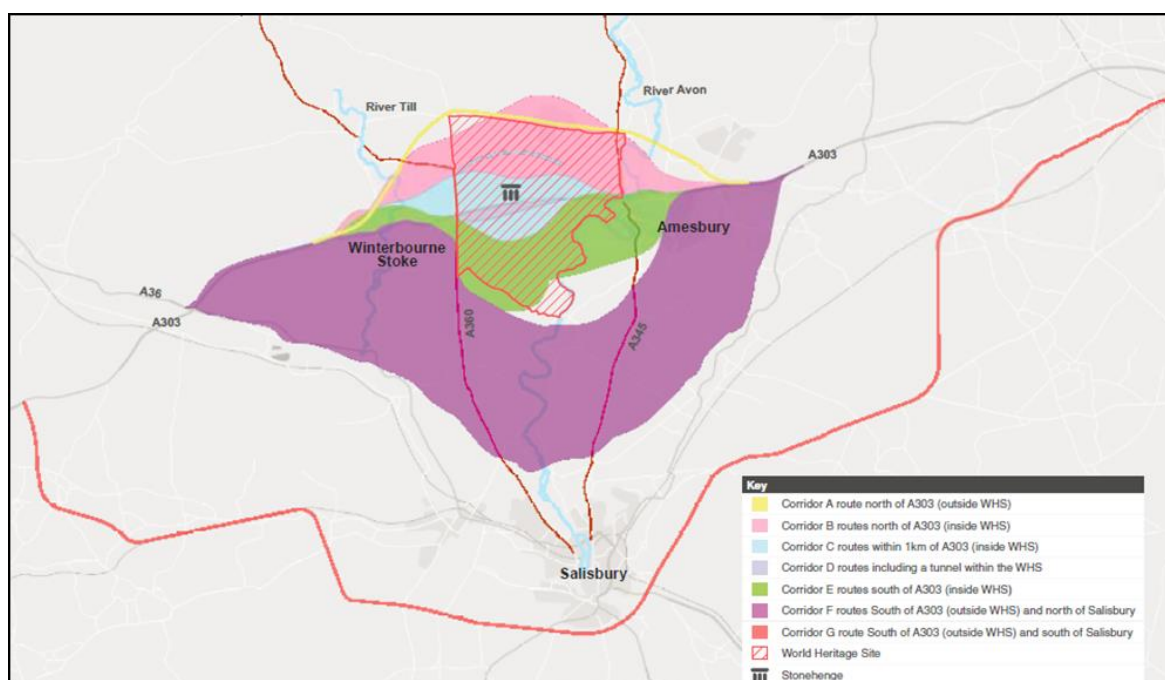 River Till
River Avon
A303
Winterbourne
Stoke
Amesbury
A36
A303
A360
A345
Salisbury
Key
Corridor A route north of A303 (outside WHS)
Corridor B routes north of A303 (inside WHS)
Corridor C routes within 1km of A303 (inside WHS)
Corridor D routes including a tunnel within the WHS
Corridor E routes south of A303 (inside WHS)
Corridor F routes South of A303 (outside WHS) and north of Salisbury
Corridor G route South of A303 (outside WHS) and south of Salisbury
World Heritage Site
Stonehenge